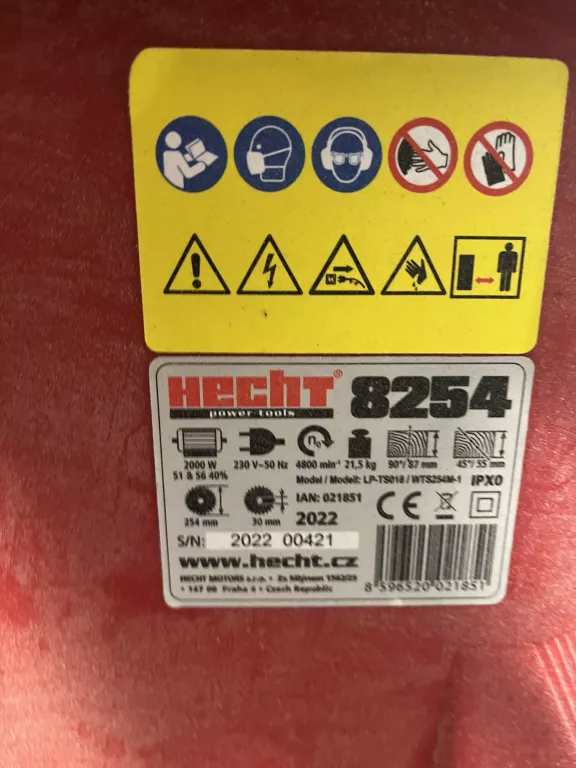 HECHT® 8254
power tools
2000 W
S1 & S6 40%
230 V~50 Hz
n₀
4800 min⁻¹
21,5 kg
90°/ 87 mm
45°/ 55 mm
Model / Modell: LP-TS018 / WTS254M-1
IPX0
254 mm
30 mm
IAN: 021851
2022
CE
S/N: 2022 00421
www.hecht.cz
HECHT MOTORS s.r.o. • Za Mlýnem 1562/25
• 147 00 Praha 4 • Czech Republic
8 596520 021851